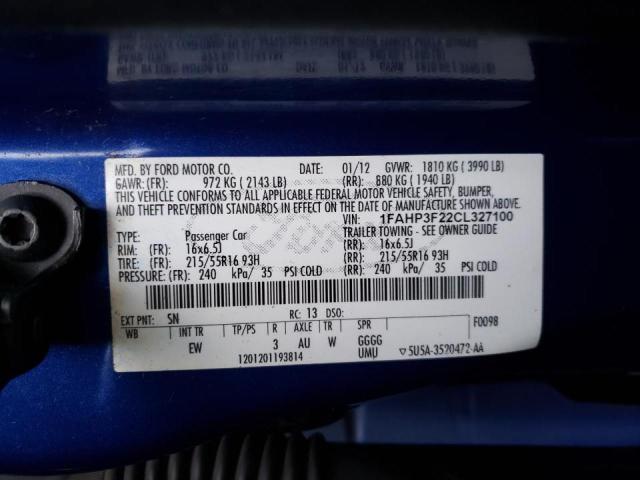 MFD. BY FORD MOTOR CO. DATE: 01/12 GVWR: 1810 KG ( 3990 LB)
GAWR: (FR): 972 KG ( 2143 LB) (RR): 880 KG ( 1940 LB)
THIS VEHICLE CONFORMS TO ALL APPLICABLE FEDERAL MOTOR VEHICLE SAFETY, BUMPER,
AND THEFT PREVENTION STANDARDS IN EFFECT ON THE DATE OF MANUFACTURE SHOWN ABOVE.
VIN: 1FAHP3F22CL327100
TYPE: Passenger Car TRAILER TOWING - SEE OWNER GUIDE
RIM: (FR): 16x6.5J (RR): 16x6.5J
TIRE: (FR): 215/55R16 93H (RR): 215/55R16 93H
PRESSURE: (FR): 240 kPa/ 35 PSI COLD (RR): 240 kPa/ 35 PSI COLD
EXT PNT: SN RC: 13 DSO: F0098
WB INT TR TP/PS R AXLE TR SPR
EW 3 AU W GGGG
1201201193814 UMU ▽5U5A-3520472-AA